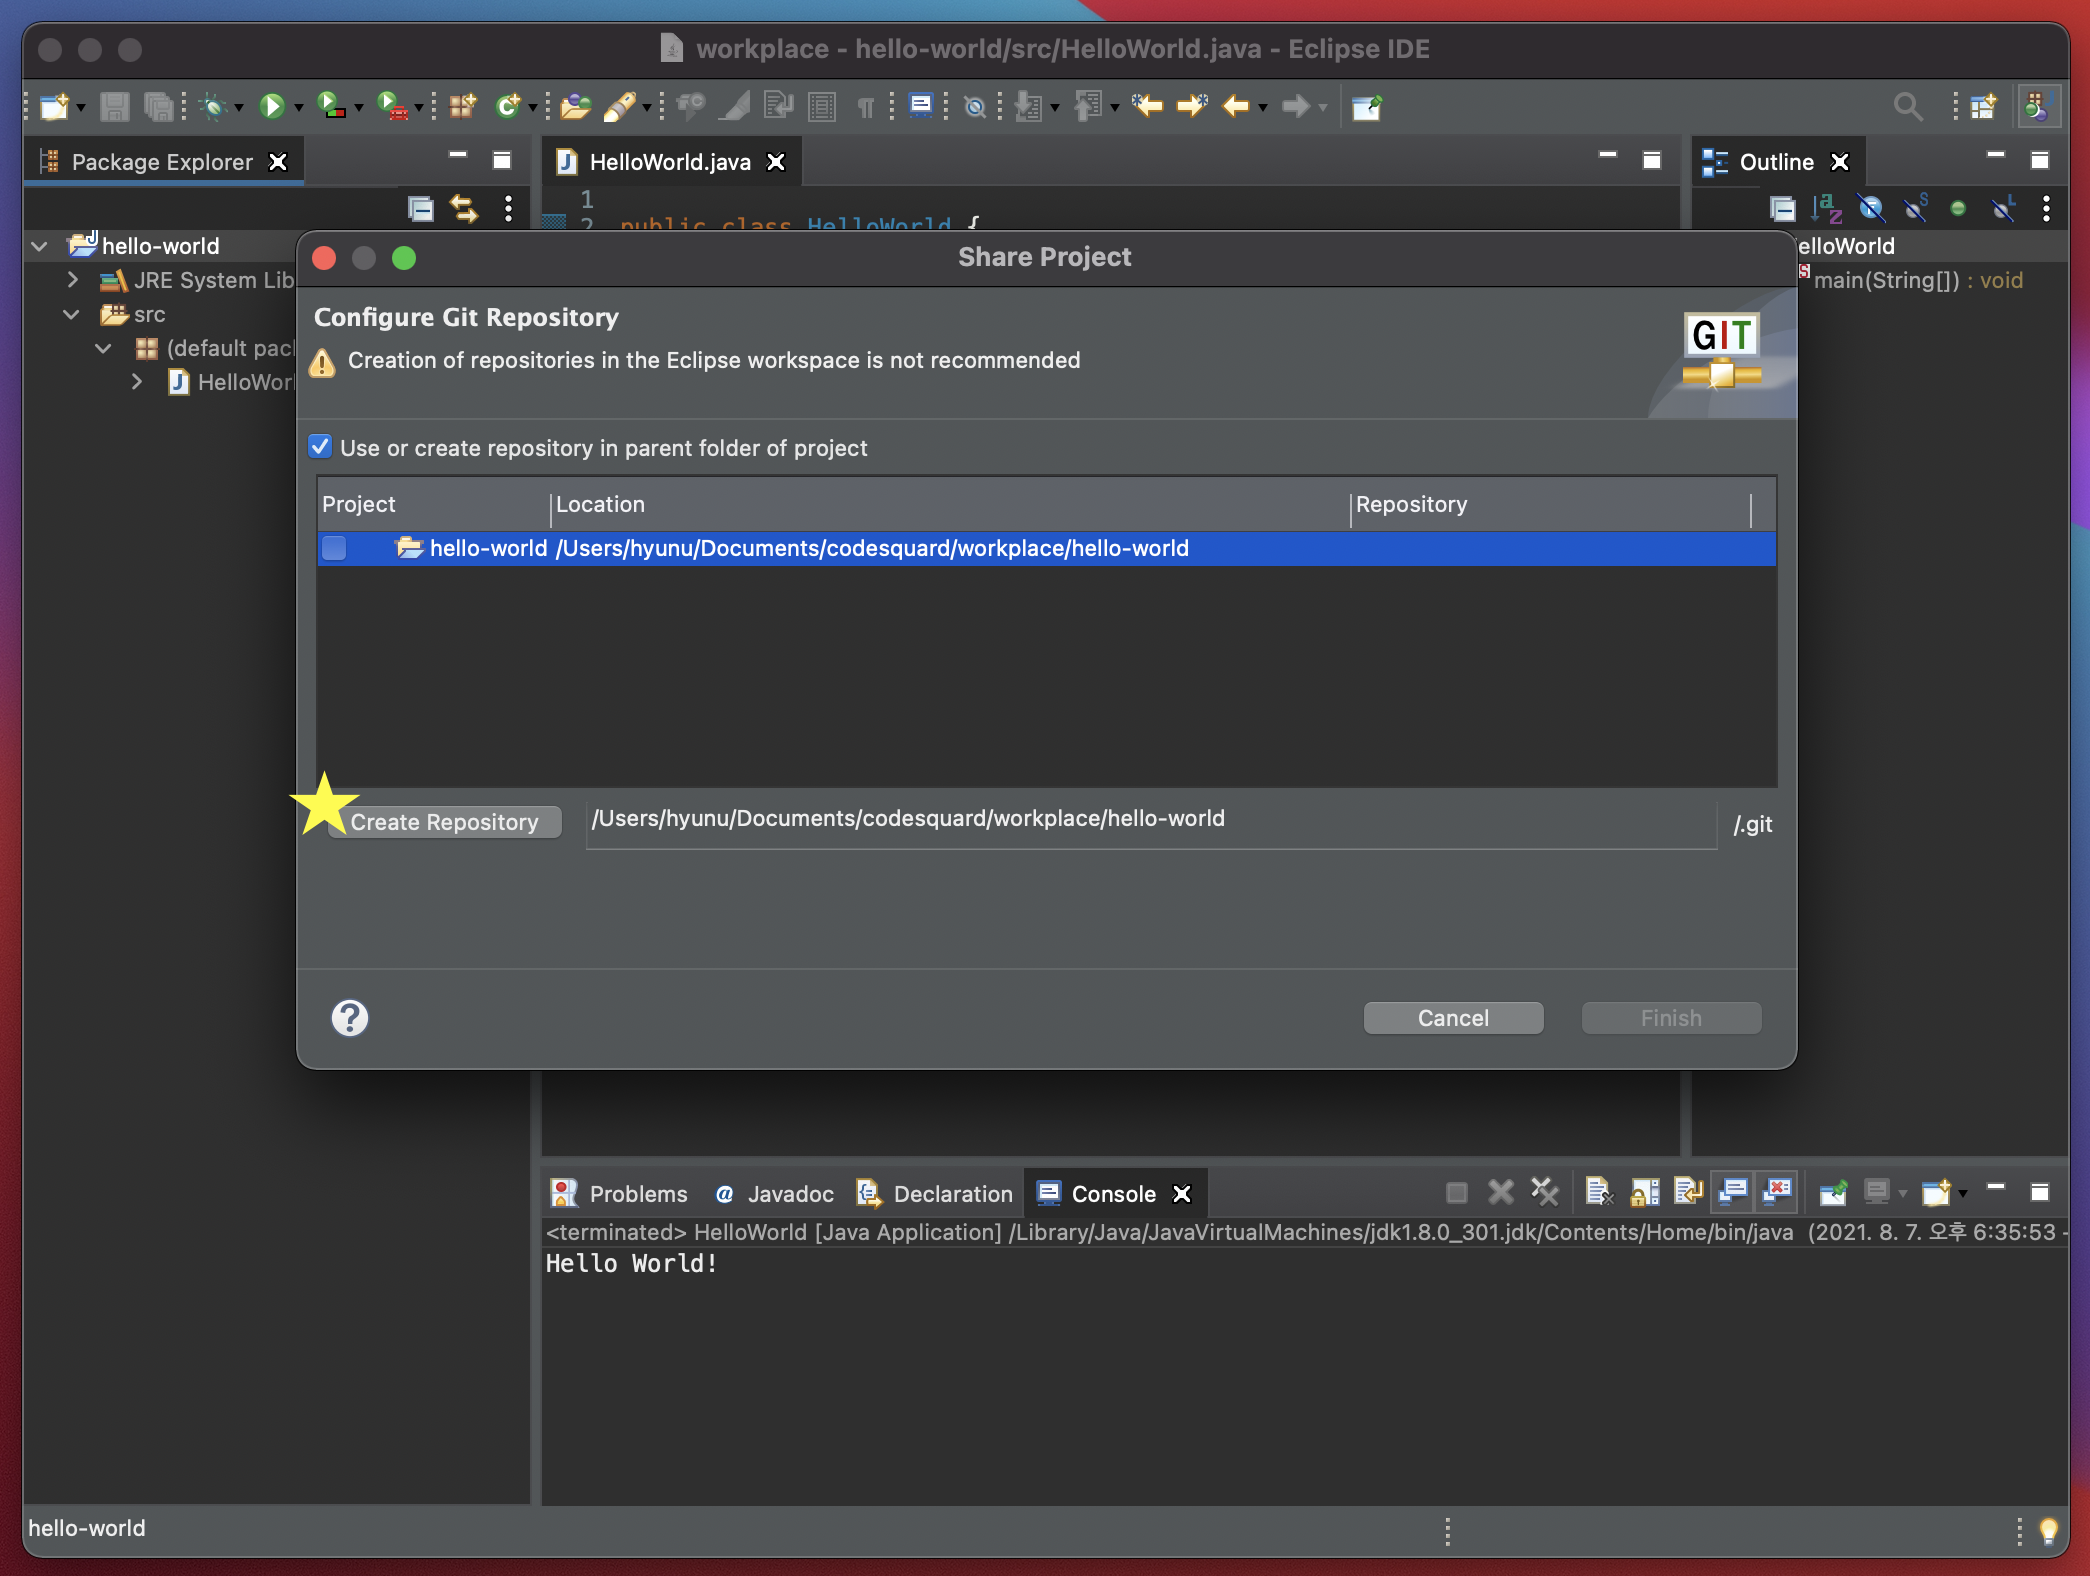 workplace - hello-world/src/HelloWorld.java - Eclipse IDE
Package Explorer
HelloWorld.java
Outline
1
2 public class HelloWorld {
hello-world
JRE System Lib
src
(default pac
HelloWor
elloWorld
main(String[]) : void
Share Project
Configure Git Repository
Creation of repositories in the Eclipse workspace is not recommended
GIT
Use or create repository in parent folder of project
Project Location Repository
hello-world /Users/hyunu/Documents/codesquard/workplace/hello-world
Create Repository /Users/hyunu/Documents/codesquard/workplace/hello-world /.git
Cancel Finish
Problems @ Javadoc Declaration Console
<terminated> HelloWorld [Java Application] /Library/Java/JavaVirtualMachines/jdk1.8.0_301.jdk/Contents/Home/bin/java (2021. 8. 7. 오후 6:35:53 -
Hello World!
hello-world